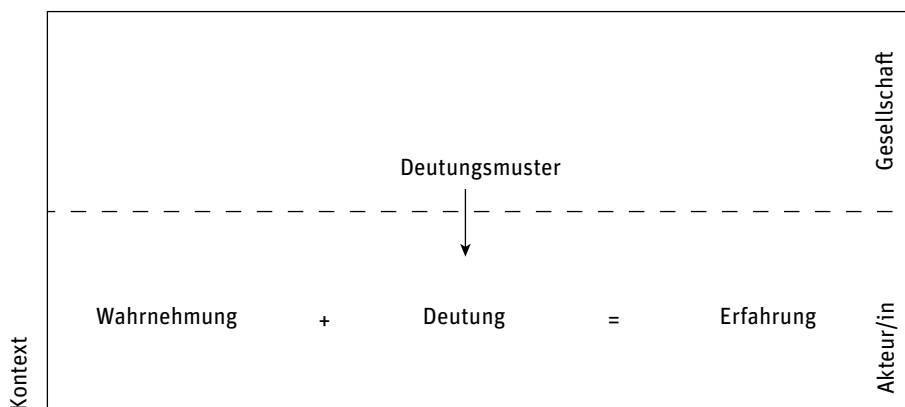 Gesellschaft
Deutungsmuster
Wahrnehmung + Deutung = Erfahrung
Akteur/in
Kontext